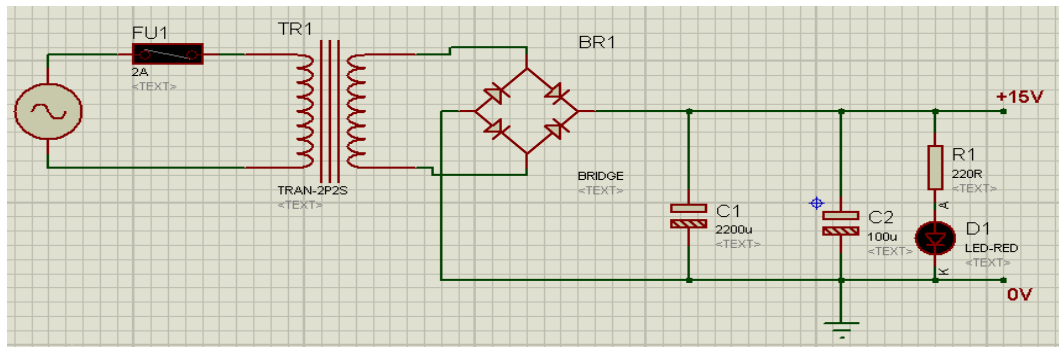 FU1
2A
<TEXT>
TR1
TRAN-2P2S
<TEXT>
BR1
BRIDGE
<TEXT>
C1
2200u
<TEXT>
C2
100u
<TEXT>
+15V
R1
220R
<TEXT>
A
D1
LED-RED
<TEXT>
K
0V